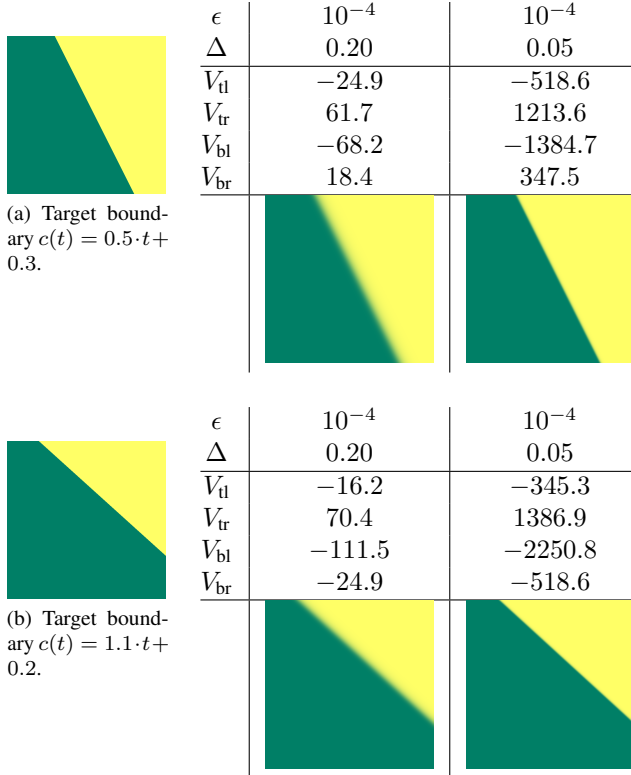 ϵ 10⁻⁴ 10⁻⁴
Δ 0.20 0.05
V_tl −24.9 −518.6
V_tr 61.7 1213.6
V_bl −68.2 −1384.7
V_br 18.4 347.5
(a) Target bound-
ary c(t) = 0.5·t+
0.3.
ϵ 10⁻⁴ 10⁻⁴
Δ 0.20 0.05
V_tl −16.2 −345.3
V_tr 70.4 1386.9
V_bl −111.5 −2250.8
V_br −24.9 −518.6
(b) Target bound-
ary c(t) = 1.1·t+
0.2.